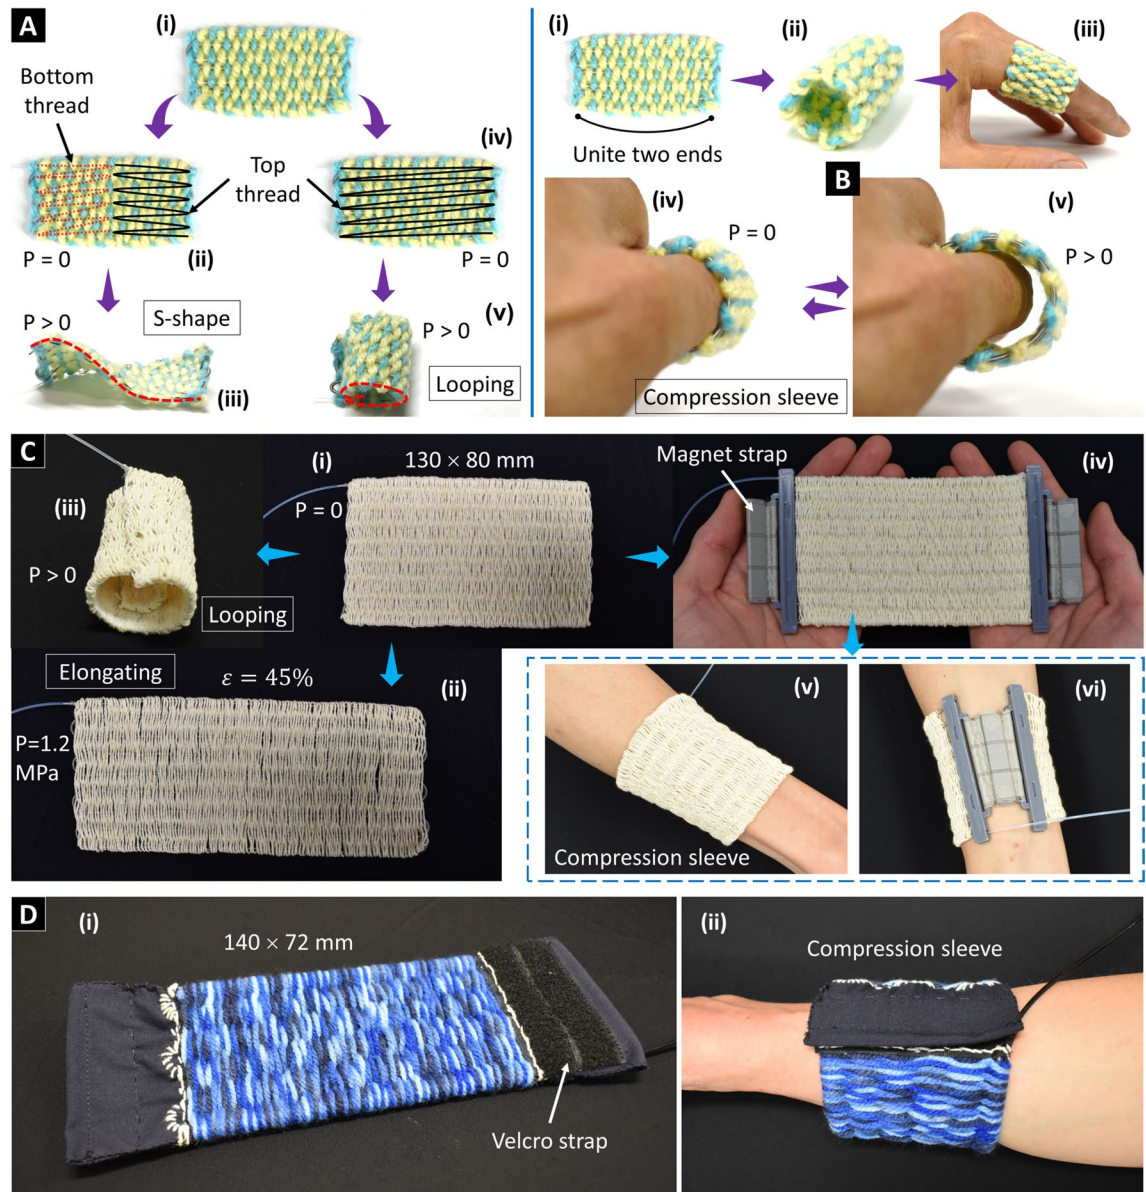 A
(i)
Bottom
thread
(iv)
Top
thread
P = 0
(ii)
P = 0
P > 0
S-shape
(iii)
P > 0
(v)
Looping
(i)
(ii)
(iii)
Unite two ends
B
(iv)
P = 0
(v)
P > 0
Compression sleeve
C
(iii)
P > 0
Looping
(i)
130 × 80 mm
P = 0
Magnet strap
(iv)
Elongating
ε = 45%
(ii)
P=1.2
MPa
(v)
Compression sleeve
(vi)
D
(i)
140 × 72 mm
Velcro strap
(ii)
Compression sleeve